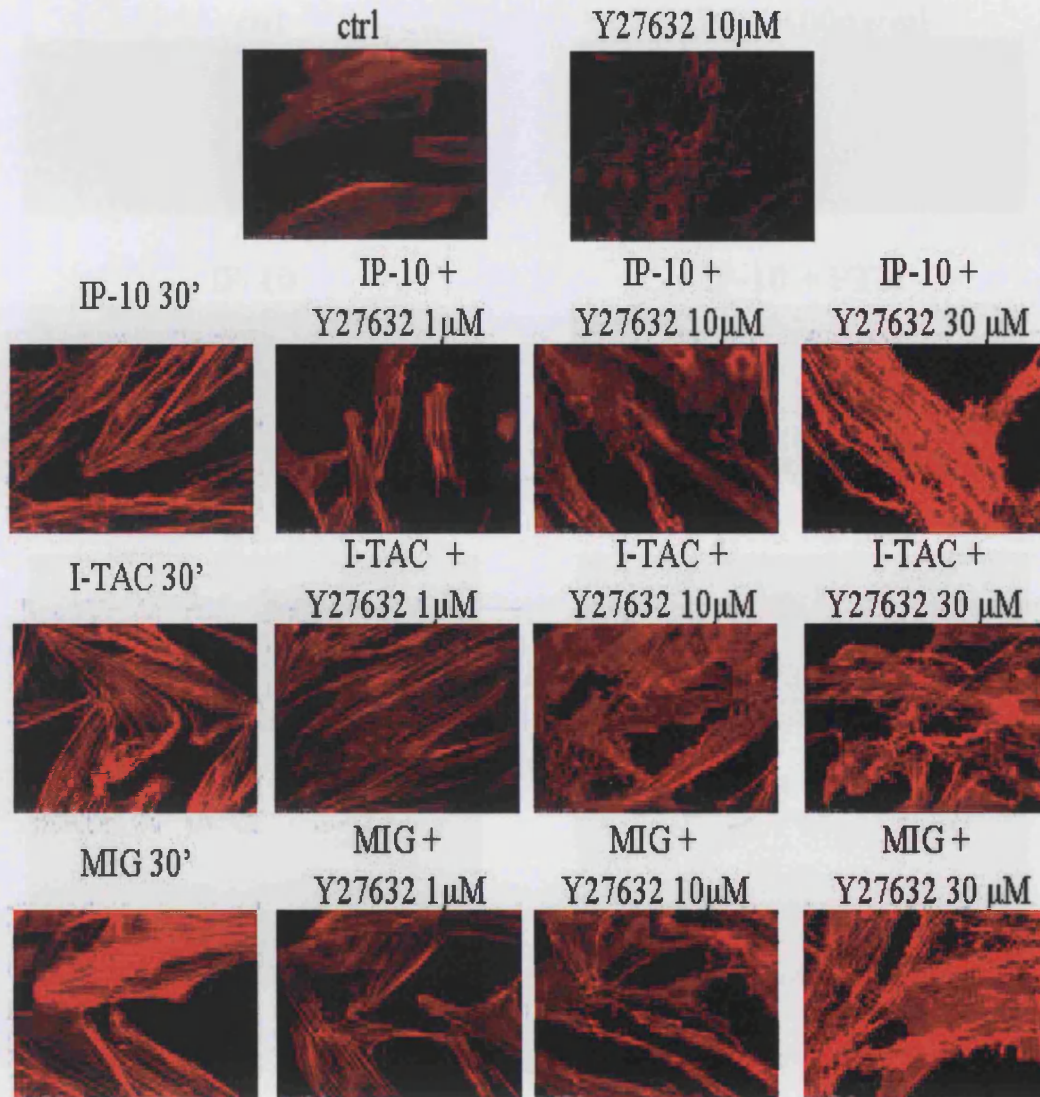 ctrl
Y27632 10μM
IP-10 30’
IP-10 +
Y27632 1μM
IP-10 +
Y27632 10μM
IP-10 +
Y27632 30 μM
I-TAC 30’
I-TAC +
Y27632 1μM
I-TAC +
Y27632 10μM
I-TAC +
Y27632 30 μM
MIG 30’
MIG +
Y27632 1μM
MIG +
Y27632 10μM
MIG +
Y27632 30 μM